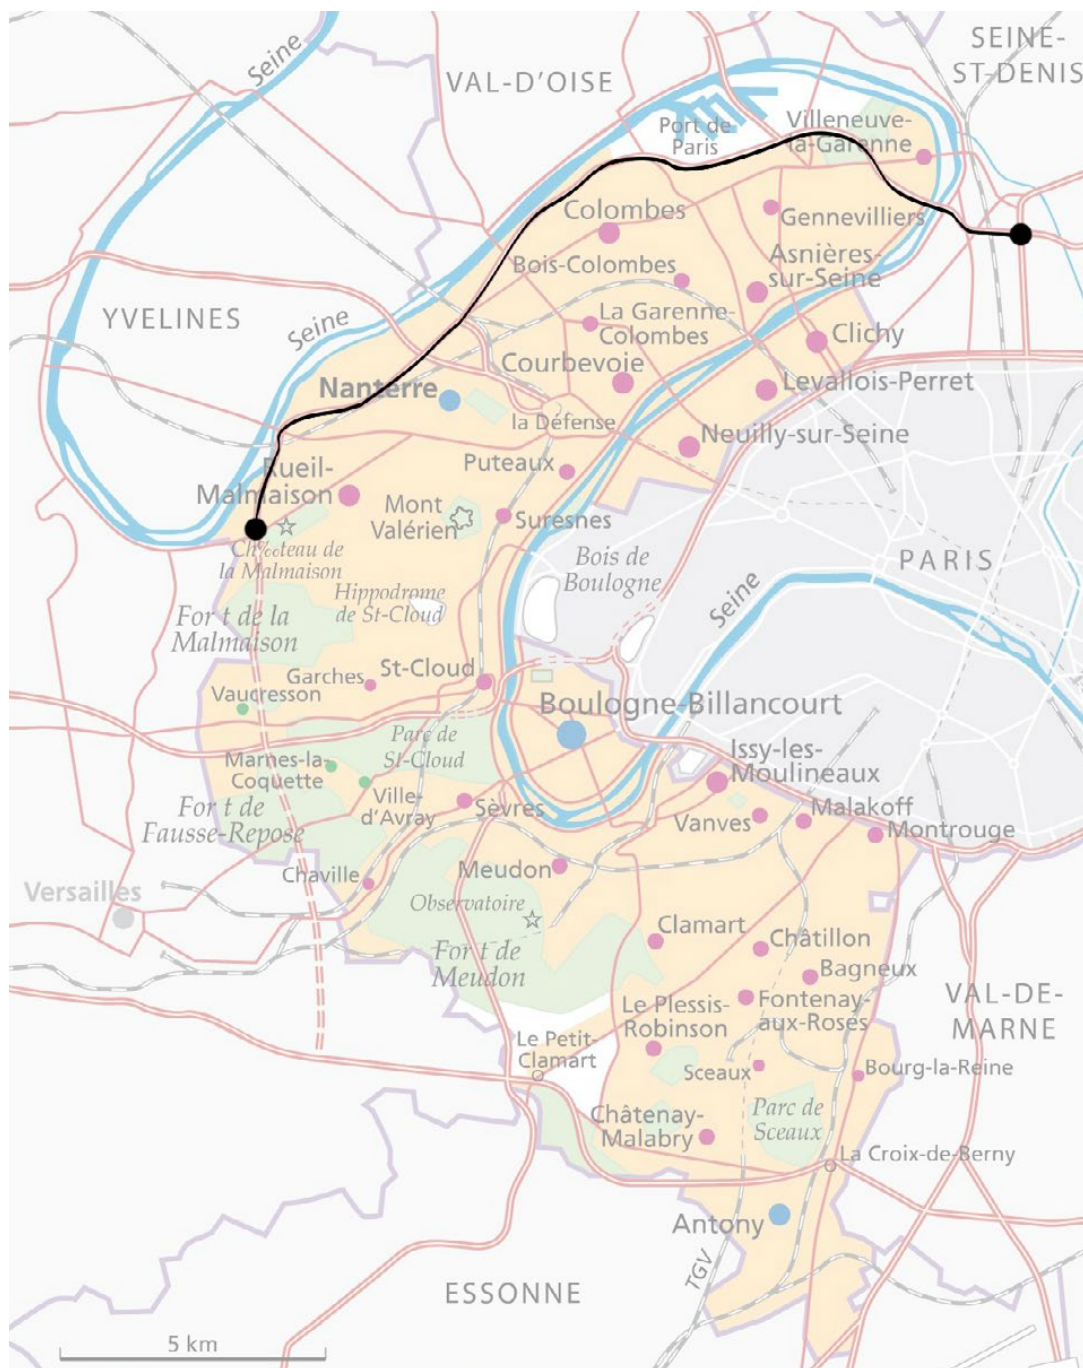 SEINE-
ST-DENIS
Seine
VAL-D'OISE
Port de
Paris
Villeneuve-
la-Garenne
Colombes
Gennevilliers
Bois-Colombes
Asnières-
sur-Seine
YVELINES
Seine
La Garenne-
Colombes
Clichy
Courbevoie
Nanterre
Levallois-Perret
la Défense
Neuilly-sur-Seine
Puteaux
Rueil-
Malmaison
Mont
Valérien
Suresnes
Ch‰teau de
la Malmaison
Bois de
Boulogne
PARIS
Seine
Hippodrome
de St-Cloud
For t de la
Malmaison
Garches
St-Cloud
Vaucresson
Boulogne-Billancourt
Parc de
St-Cloud
Issy-les-
Moulineaux
Marnes-la-
Coquette
Ville-
d'Avray
Sèvres
Vanves
Malakoff
Montrouge
For t de
Fausse-Repose
Chaville
Meudon
Versailles
Observatoire
For t de
Meudon
Clamart
Châtillon
Bagneux
Le Plessis-
Robinson
Fontenay-
aux-Roses
VAL-DE-
MARNE
Le Petit-
Clamart
Sceaux
Bourg-la-Reine
Châtenay-
Malabry
Parc de
Sceaux
La Croix-de-Berny
Antony
TGV
ESSONNE
5 km